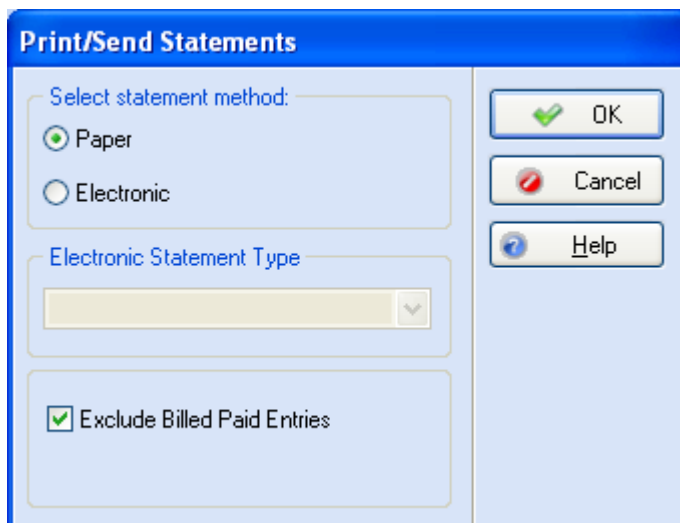 Print/Send Statements
Select statement method:
Paper
Electronic
Electronic Statement Type
Exclude Billed Paid Entries
OK
Cancel
Help